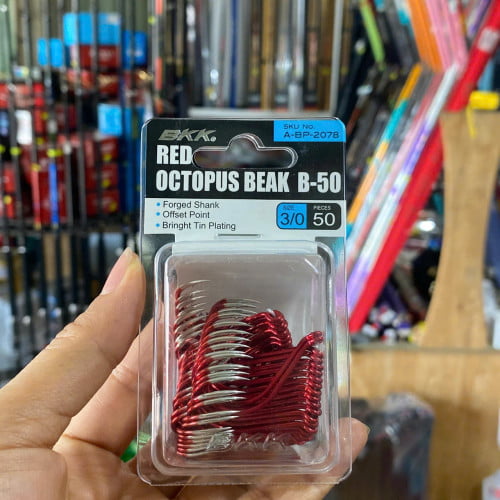 BKK
SKU No.
A-BP-2078
RED
OCTOPUS BEAK B-50
• Forged Shank
• Offset Point
• Bringht Tin Plating
SIZE
3/0
PIECES
50